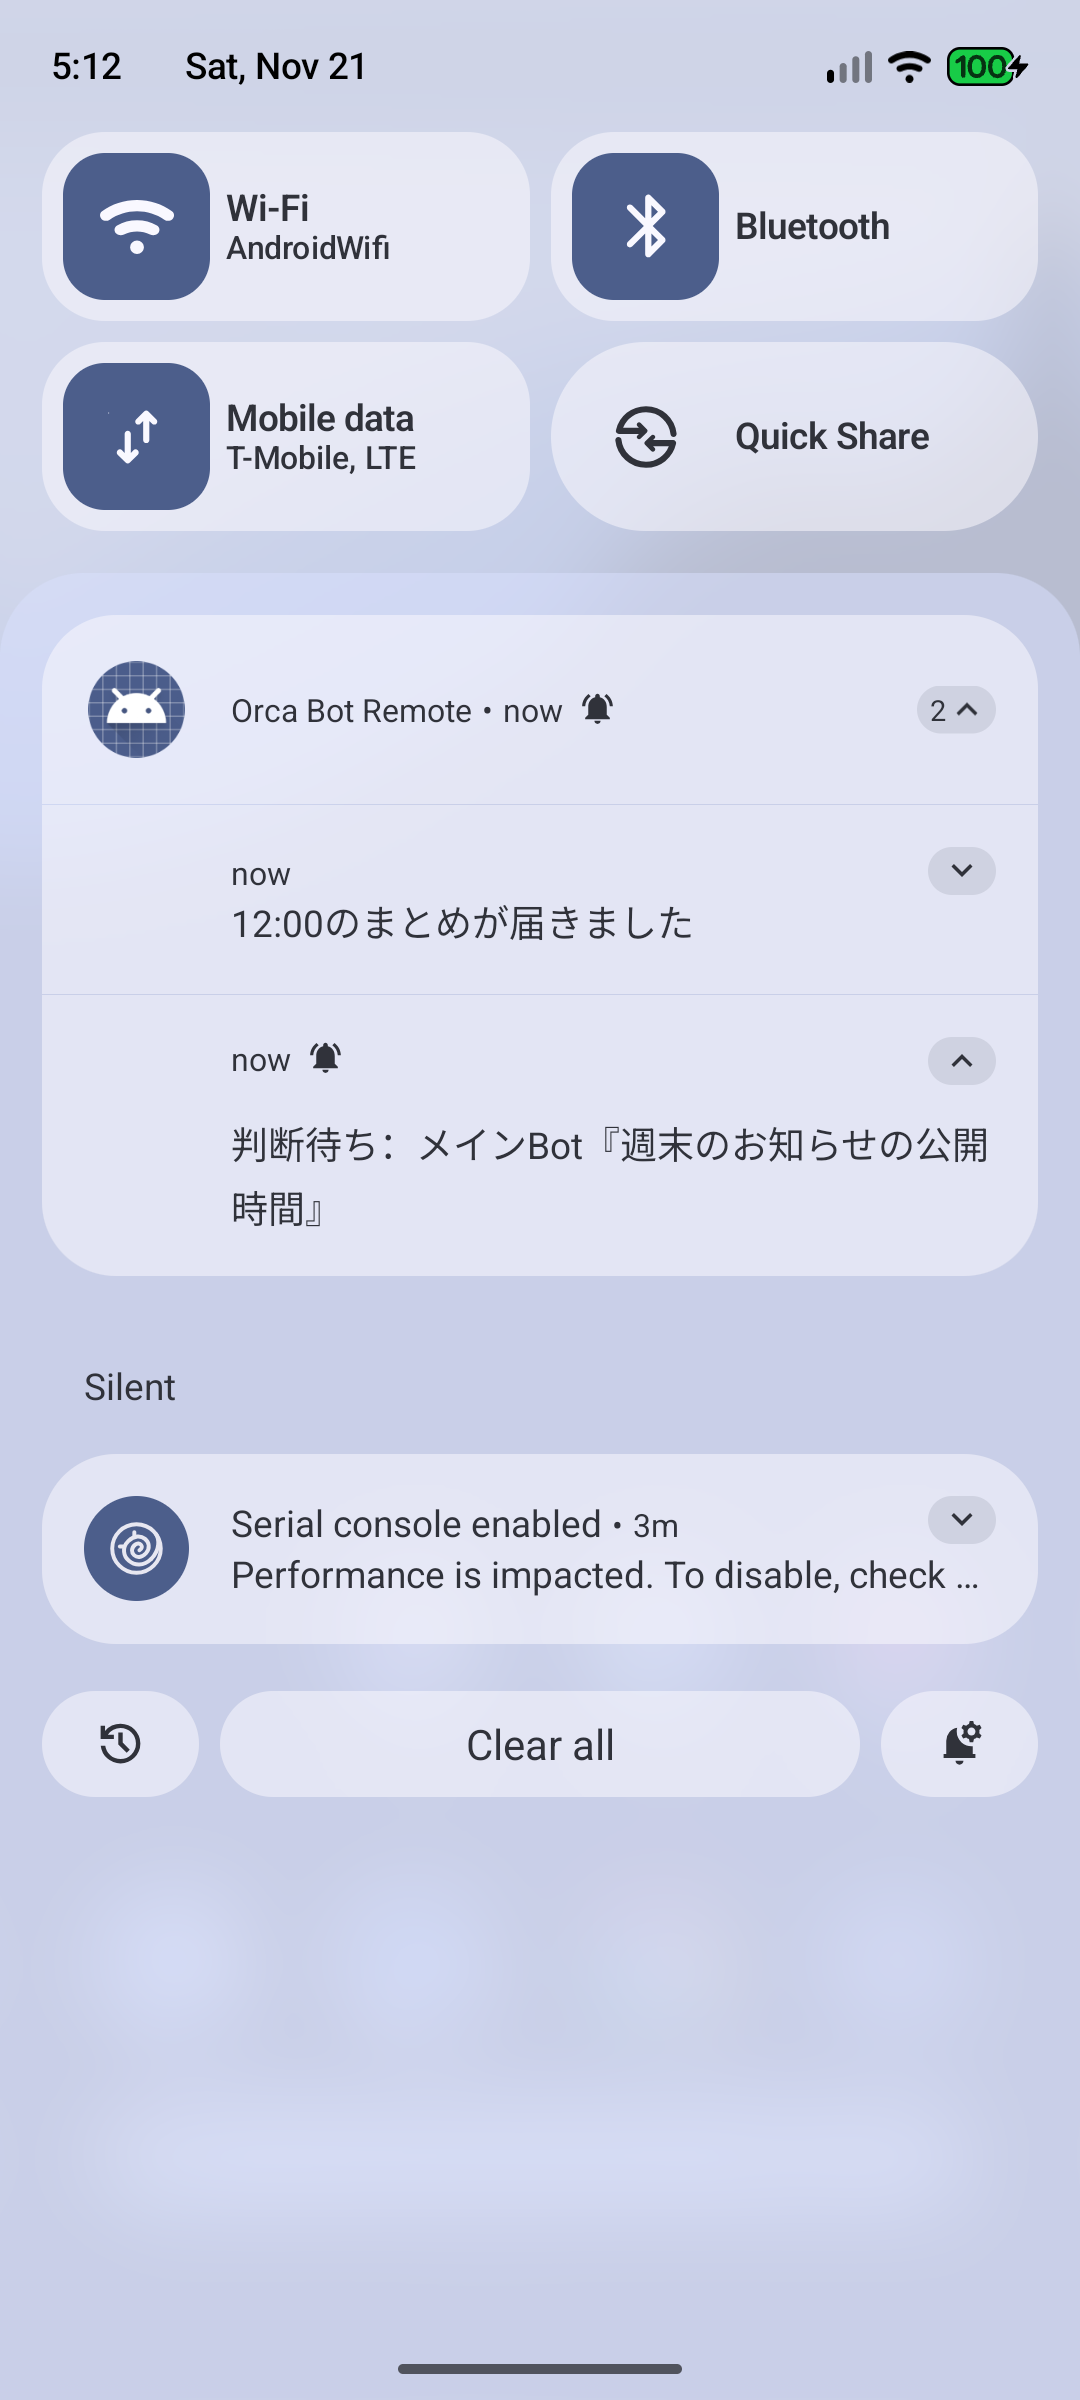 5:12 Sat, Nov 21 100
Wi-Fi
AndroidWifi
Bluetooth
Mobile data
T-Mobile, LTE
Quick Share
Orca Bot Remote • now 2
now
12:00のまとめが届きました
now
判断待ち：メインBot『週末のお知らせの公開
時間』
Silent
Serial console enabled • 3m
Performance is impacted. To disable, check ...
Clear all